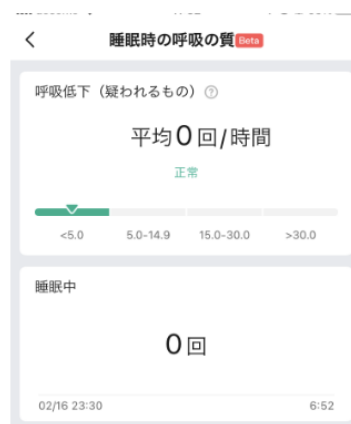 睡眠時の呼吸の質 Beta
呼吸低下（疑われるもの）?
平均0回/時間
正常
<5.0 5.0-14.9 15.0-30.0 >30.0
睡眠中
0回
02/16 23:30 6:52